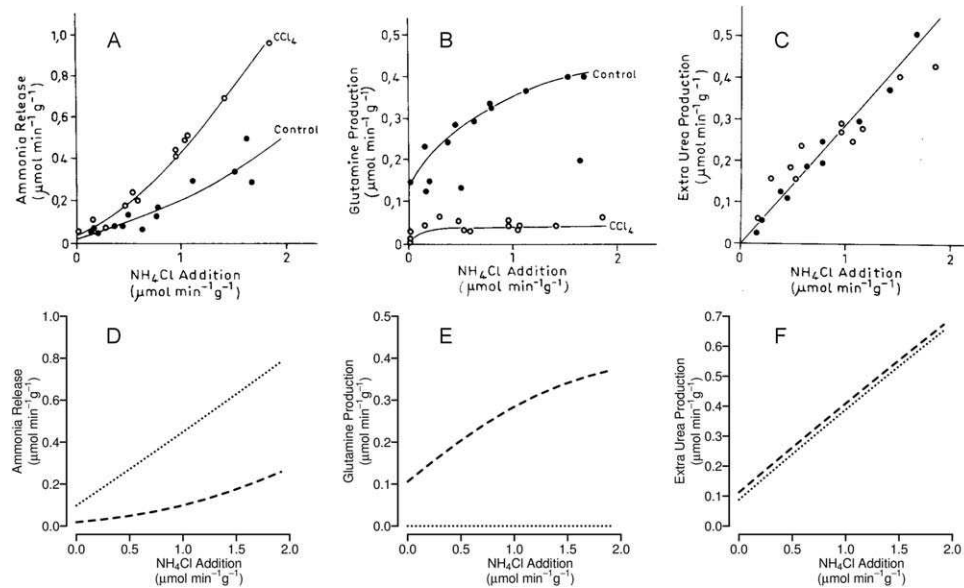 A
Ammonia Release
(μmol min⁻¹g⁻¹)
1,0
0,8
0,6
0,4
0,2
0
0
1
2
CCl₄
Control
NH₄Cl Addition
(μmol min⁻¹g⁻¹)
B
Glutamine Production
(μmol min⁻¹g⁻¹)
0,5
0,4
0,3
0,2
0,1
0
0
1
2
Control
CCl₄
NH₄Cl Addition
(μmol min⁻¹g⁻¹)
C
Extra Urea Production
(μmol min⁻¹g⁻¹)
0,5
0,4
0,3
0,2
0,1
0
0
1
2
NH₄Cl Addition
(μmol min⁻¹g⁻¹)
D
Ammonia Release
(μmol min⁻¹g⁻¹)
1.0
0.8
0.6
0.4
0.2
0.0
0.0
0.5
1.0
1.5
2.0
NH₄Cl Addition
(μmol min⁻¹g⁻¹)
E
Glutamine Production
(μmol min⁻¹g⁻¹)
0.5
0.4
0.3
0.2
0.1
0.0
0.0
0.5
1.0
1.5
2.0
NH₄Cl Addition
(μmol min⁻¹g⁻¹)
F
Extra Urea Production
(μmol min⁻¹g⁻¹)
0.7
0.6
0.5
0.4
0.3
0.2
0.1
0.0
0.0
0.5
1.0
1.5
2.0
NH₄Cl Addition
(μmol min⁻¹g⁻¹)